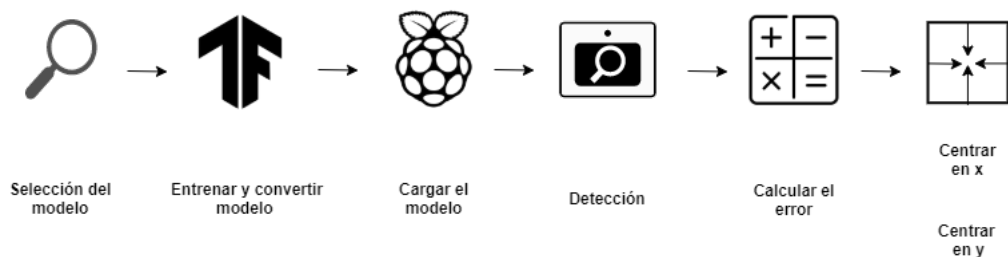 Selección del
modelo
Entrenar y convertir
modelo
Cargar el
modelo
Detección
Calcular el
error
Centrar
en x
Centrar
en y